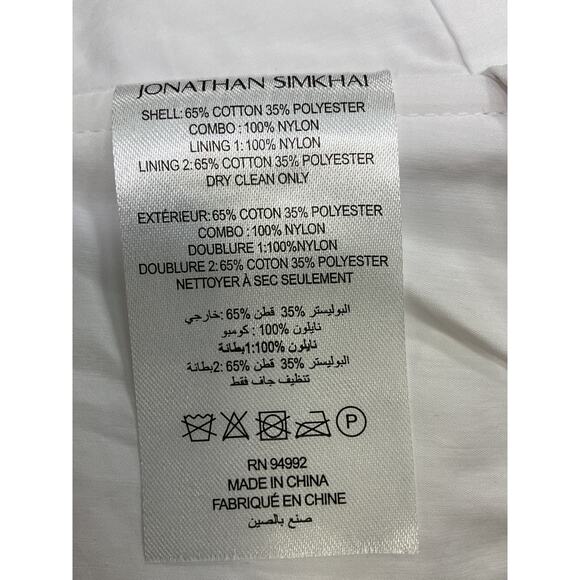 JONATHAN SIMKHAI
SHELL: 65% COTTON 35% POLYESTER
COMBO : 100% NYLON
LINING 1: 100% NYLON
LINING 2: 65% COTTON 35% POLYESTER
DRY CLEAN ONLY
EXTÉRIEUR: 65% COTON 35% POLYESTER
COMBO : 100% NYLON
DOUBLURE 1:100%NYLON
DOUBLURE 2: 65% COTON 35% POLYESTER
NETTOYER À SEC SEULEMENT
البوليستر 35% قطن 65% :خارجي
نايلون 100% : كومبو
نايلون 100% :1بطانة
البوليستر 35% قطن 65% :2بطانة
تنظيف جاف فقط
P
RN 94992
MADE IN CHINA
FABRIQUÉ EN CHINE
صنع بالصين